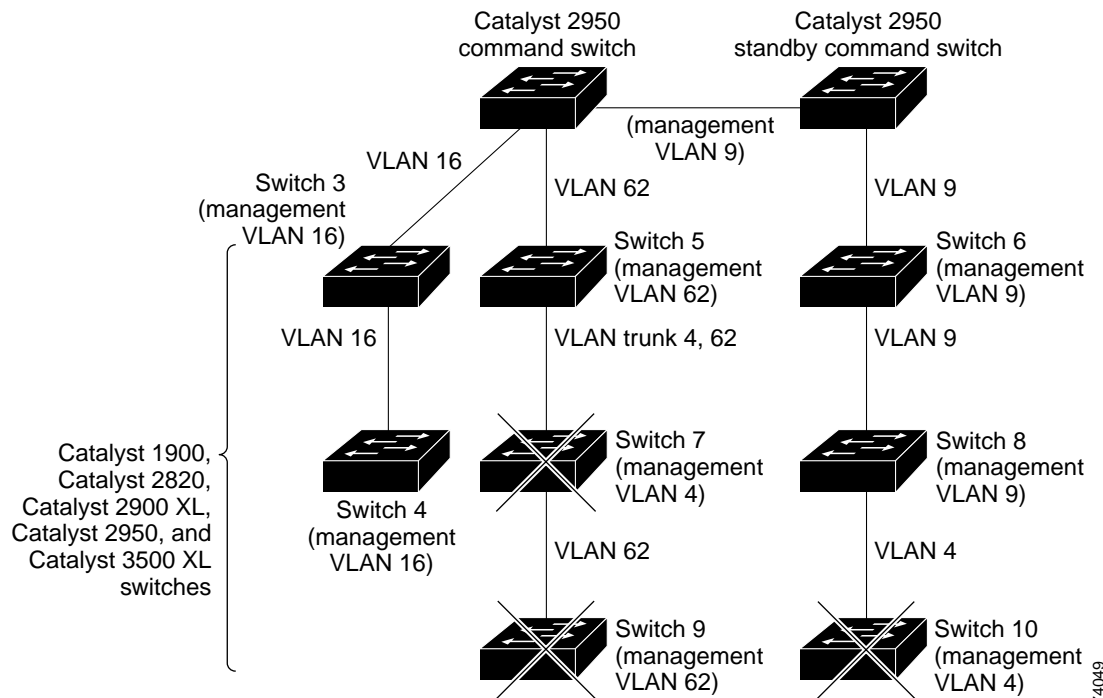 Catalyst 2950
command switch
Catalyst 2950
standby command switch
(management
VLAN 9)
VLAN 16
VLAN 62
VLAN 9
Switch 3
(management
VLAN 16)
Switch 5
(management
VLAN 62)
Switch 6
(management
VLAN 9)
VLAN 16
VLAN trunk 4, 62
VLAN 9
Catalyst 1900,
Catalyst 2820,
Catalyst 2900 XL,
Catalyst 2950, and
Catalyst 3500 XL
switches
Switch 4
(management
VLAN 16)
Switch 7
(management
VLAN 4)
Switch 8
(management
VLAN 9)
VLAN 62
VLAN 4
Switch 9
(management
VLAN 62)
Switch 10
(management
VLAN 4)